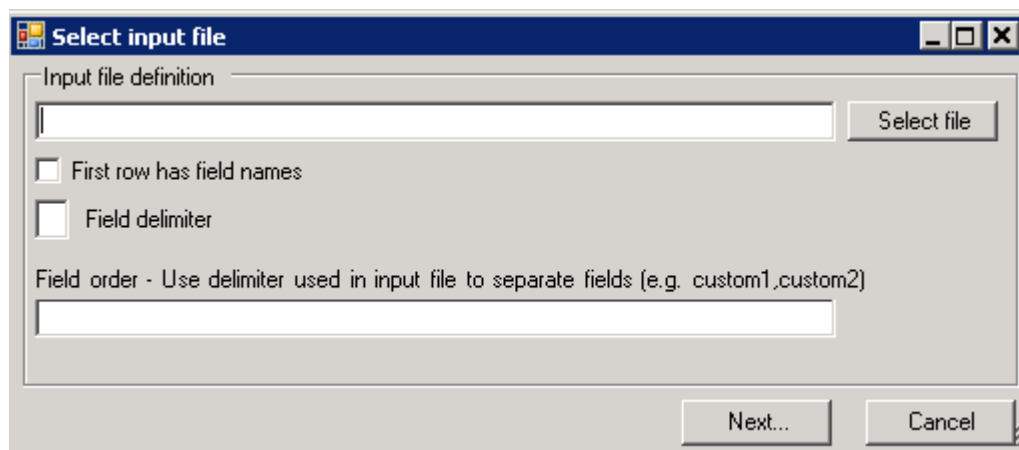 Select input file
Input file definition
Select file
First row has field names
Field delimiter
Field order - Use delimiter used in input file to separate fields (e.g. custom1,custom2)
Next...
Cancel